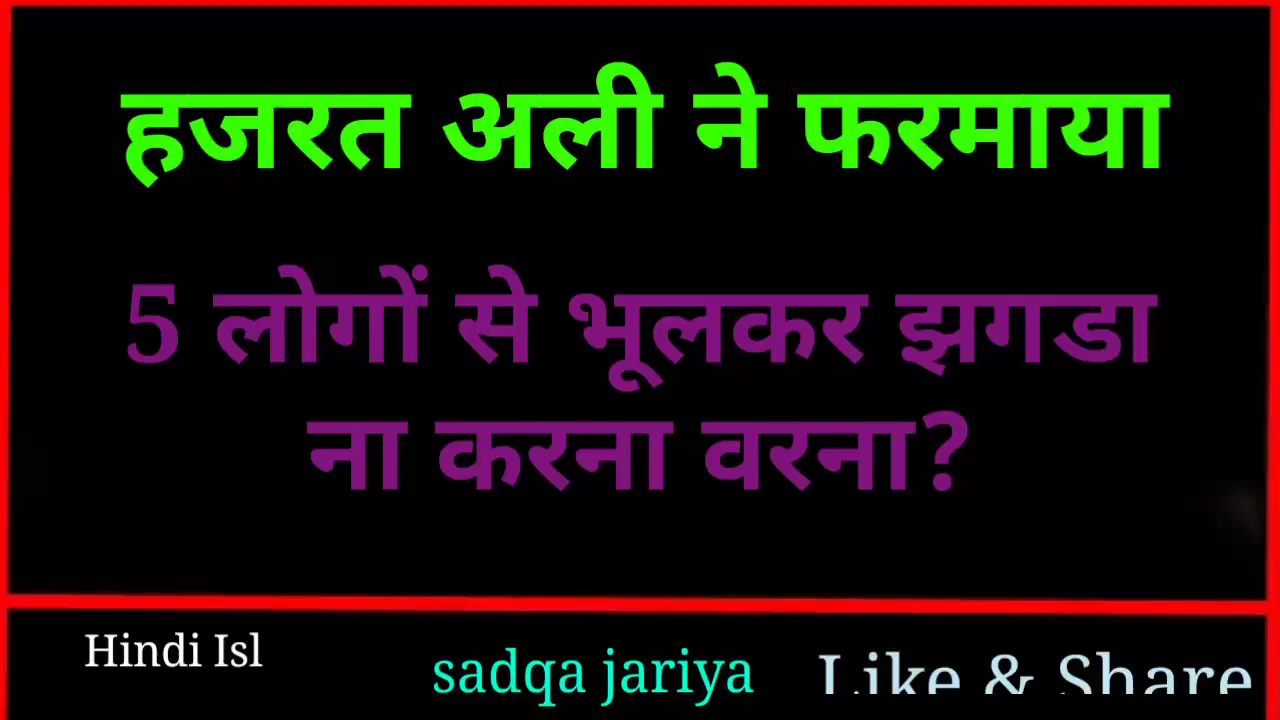 हजरत अली ने फरमाया
5 लोगों से भूलकर झगडा
ना करना वरना?
Hindi Isl
sadqa jariya
Like & Share